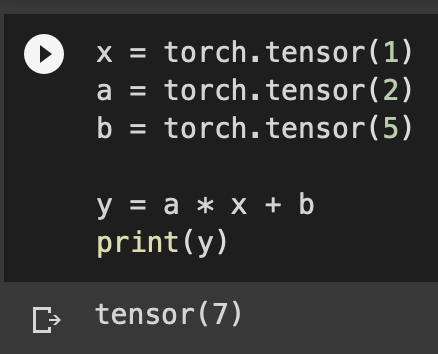 x = torch.tensor(1)
a = torch.tensor(2)
b = torch.tensor(5)
y = a * x + b
print(y)
tensor(7)